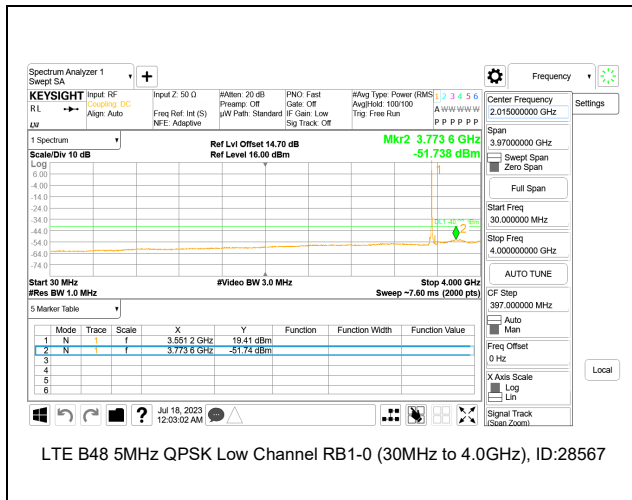 Spectrum Analyzer 1
Swept SA
+
Frequency
KEYSIGHT
RL
LXI
Input: RF
Coupling: DC
Align: Auto
Input Z: 50 Ω
Freq Ref: Int (S)
NFE: Adaptive
#Atten: 20 dB
Preamp: Off
µW Path: Standard
PNO: Fast
Gate: Off
IF Gain: Low
Sig Track: Off
#Avg Type: Power (RMS
Avg|Hold: 100/100
Trig: Free Run
1 2 3 4 5 6
A W W W W W
P P P P P P
1 Spectrum
Scale/Div 10 dB
Log
Ref Lvl Offset 14.70 dB
Ref Level 16.00 dBm
Mkr2 3.773 6 GHz
-51.738 dBm
6.00
-4.00
-14.0
-24.0
-34.0
-44.0
-54.0
-64.0
-74.0
1
2
Start 30 MHz
#Res BW 1.0 MHz
#Video BW 3.0 MHz
Stop 4.000 GHz
Sweep ~7.60 ms (2000 pts)
5 Marker Table
Mode Trace Scale X Y Function Function Width Function Value
1 N 1 f 3.551 2 GHz 19.41 dBm
2 N 1 f 3.773 6 GHz -51.74 dBm
3
4
5
6
Jul 18, 2023
12:03:02 AM
Center Frequency
2.015000000 GHz
Settings
Span
3.97000000 GHz
Swept Span
Zero Span
Full Span
Start Freq
30.000000 MHz
Stop Freq
4.000000000 GHz
AUTO TUNE
CF Step
397.000000 MHz
Auto
Man
Freq Offset
0 Hz
X Axis Scale
Log
Lin
Signal Track
(Span Zoom)
Local
LTE B48 5MHz QPSK Low Channel RB1-0 (30MHz to 4.0GHz), ID:28567